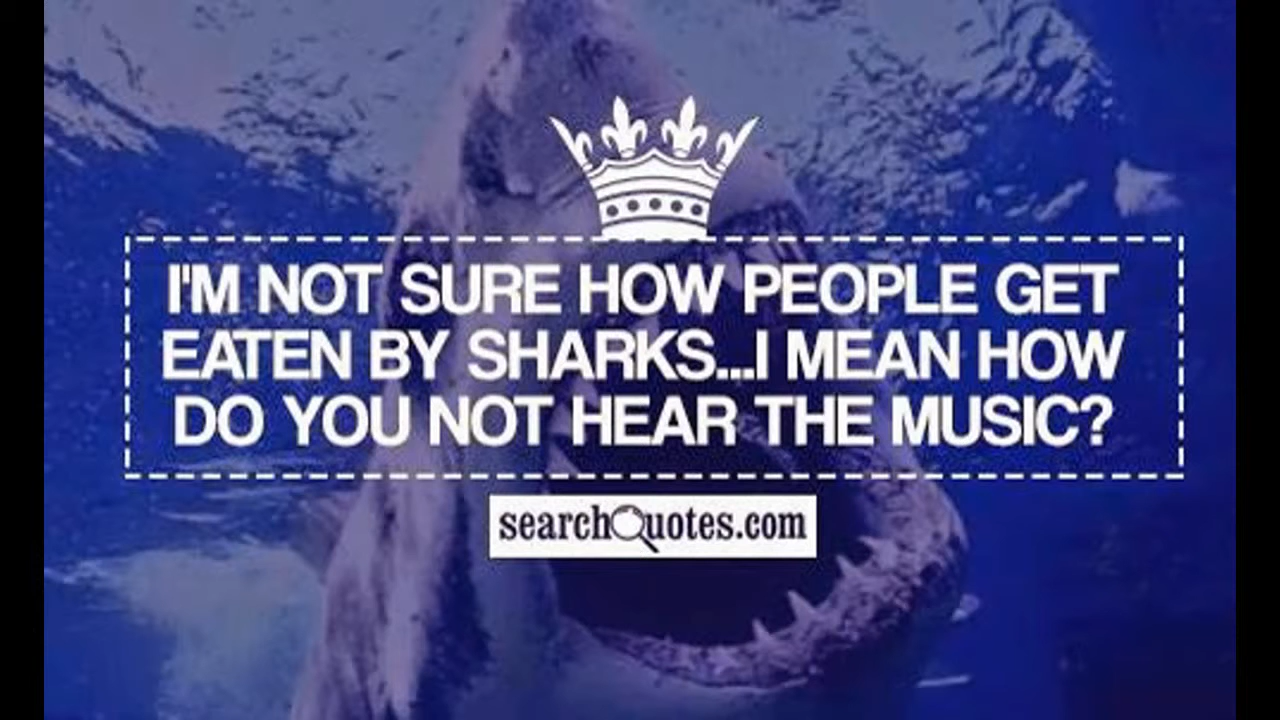 I'M NOT SURE HOW PEOPLE GET
EATEN BY SHARKS...I MEAN HOW
DO YOU NOT HEAR THE MUSIC?
searchQuotes.com